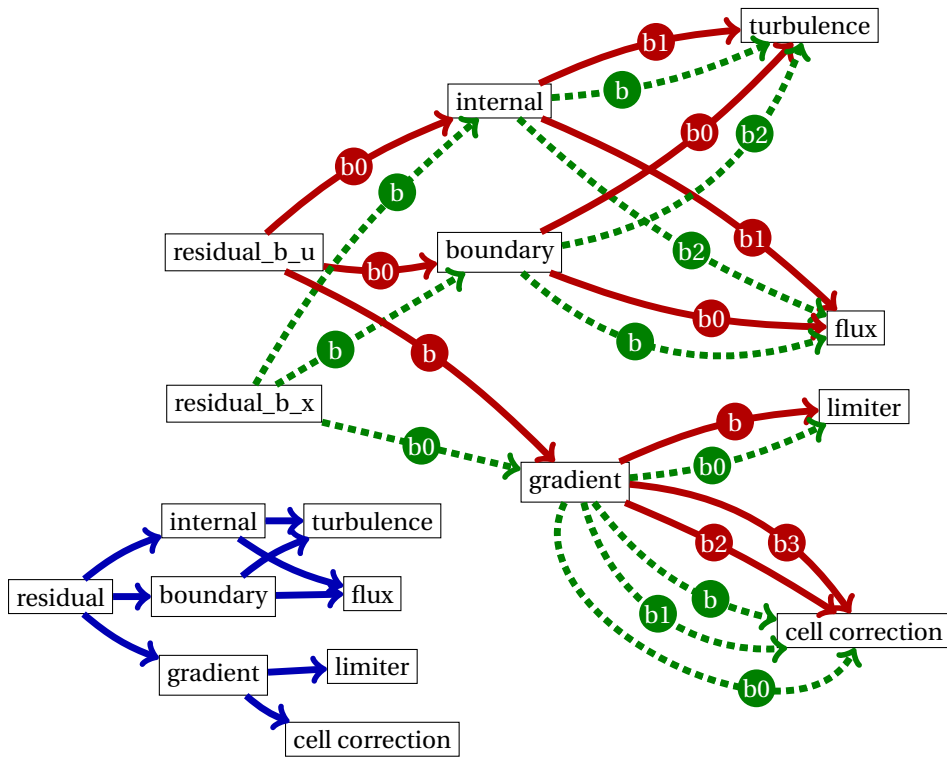 turbulence
b1
b
internal
b0
b2
b0
b
residual_b_u
boundary
b1
b0
b2
b0
flux
b
b
b
residual_b_x
limiter
b
b0
b0
gradient
internal
turbulence
b2
b3
residual
boundary
flux
b
b1
cell correction
gradient
limiter
b0
cell correction